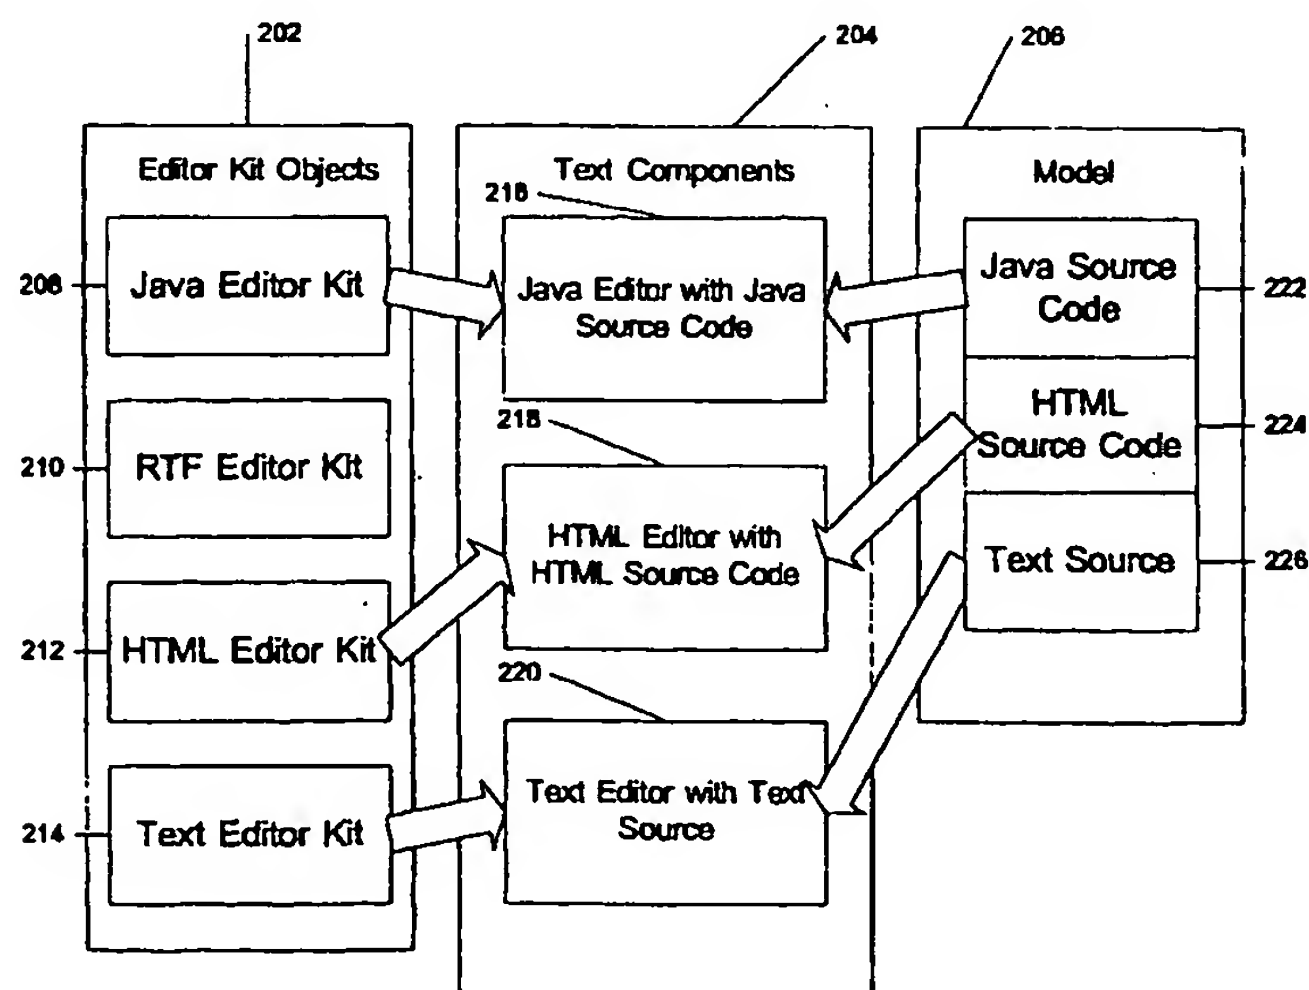 202
204
206
Editor Kit Objects
Text Components
Model
216
208
Java Editor Kit
Java Editor with Java
Source Code
Java Source
Code
222
218
210
RTF Editor Kit
HTML
Source Code
224
HTML Editor with
HTML Source Code
Text Source
226
212
HTML Editor Kit
220
214
Text Editor Kit
Text Editor with Text
Source